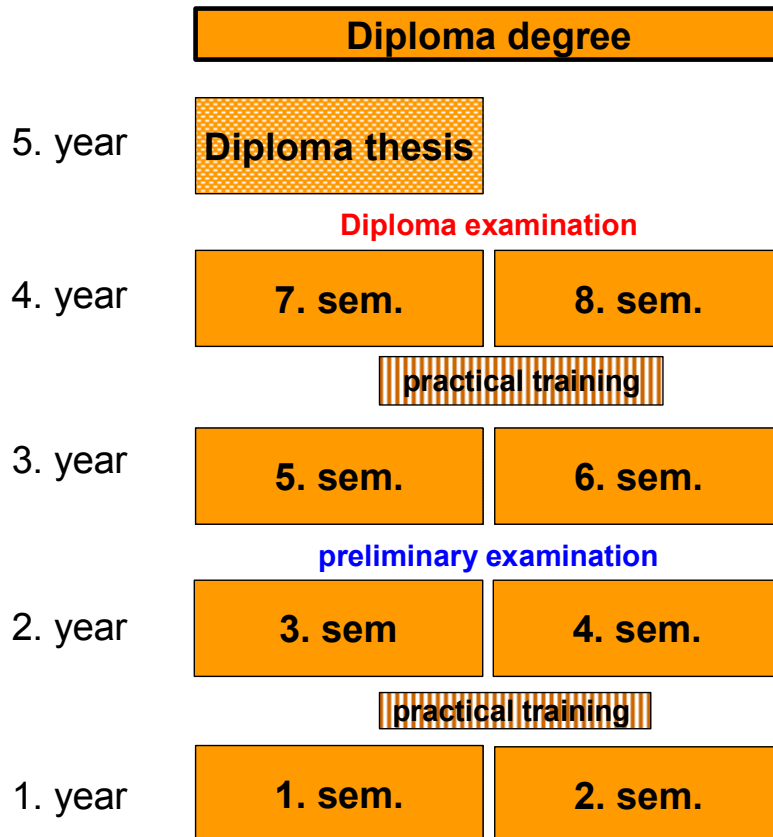 Diploma degree
5. year
Diploma thesis
Diploma examination
4. year
7. sem.
8. sem.
practical training
3. year
5. sem.
6. sem.
preliminary examination
2. year
3. sem
4. sem.
practical training
1. year
1. sem.
2. sem.